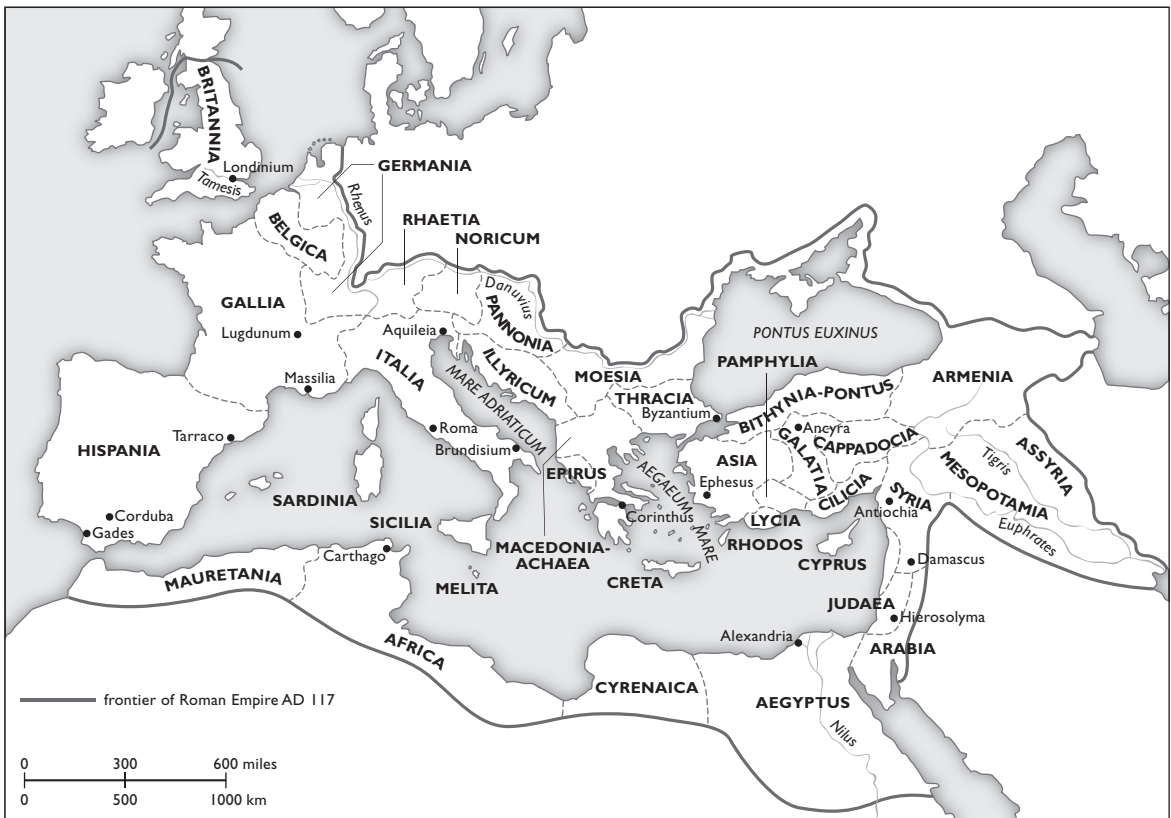 BRITANNIA
Londinium
Tamesis
GERMANIA
Rhenus
BELGICA
RHAETIA
NORICUM
Danuvius
GALLIA
PANNONIA
Lugdunum
Aquileia
PONTUS EUXINUS
ITALIA
ILLYRICUM
PAMPHYLIA
Massilia
MARE ADRIATICUM
MOESIA
ARMENIA
THRACIA
BITHYNIA-PONTUS
Byzantium
Tarraco
Roma
Ancyra
HISPANIA
Brundisium
GALATIA
CAPPADOCIA
ASSYRIA
ASIA
Tigris
EPIRUS
AEGAEUM MARE
Ephesus
CILICIA
MESOPOTAMIA
SARDINIA
SYRIA
Corduba
Antiochia
Gades
SICILIA
Corinthus
LYCIA
Euphrates
Carthago
MACEDONIA-
ACHAEA
RHODOS
CYPRUS
Damascus
MAURETANIA
MELITA
CRETA
JUDAEA
Hierosolyma
Alexandria
AFRICA
ARABIA
CYRENAICA
AEGYPTUS
Nilus
frontier of Roman Empire AD 117
0 300 600 miles
0 500 1000 km